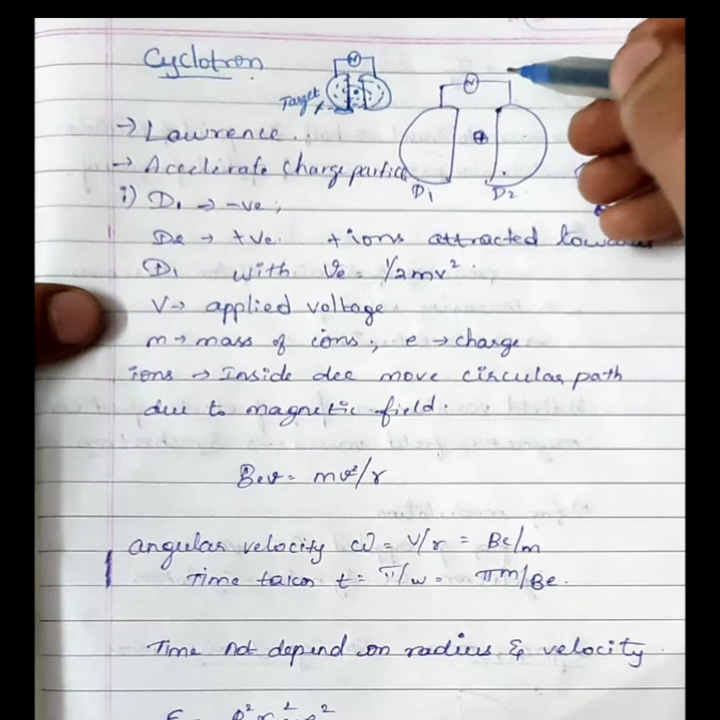 Cyclotron
Target
→ Lawrence.
→ Accelerate charge partic
D1 D2
i) D1 → -ve;
D2 → +ve. + ions attracted towards
D1 with Ve = 1/2mv²
V → applied voltage
m → mass of ions, e → charge
ions → Inside dee move circular path
due to magnetic field.
Bev = mv²/r
angular velocity ω = v/r = Be/m
Time taken t = π/ω = πm/Be.
Time not depend on radius & velocity.